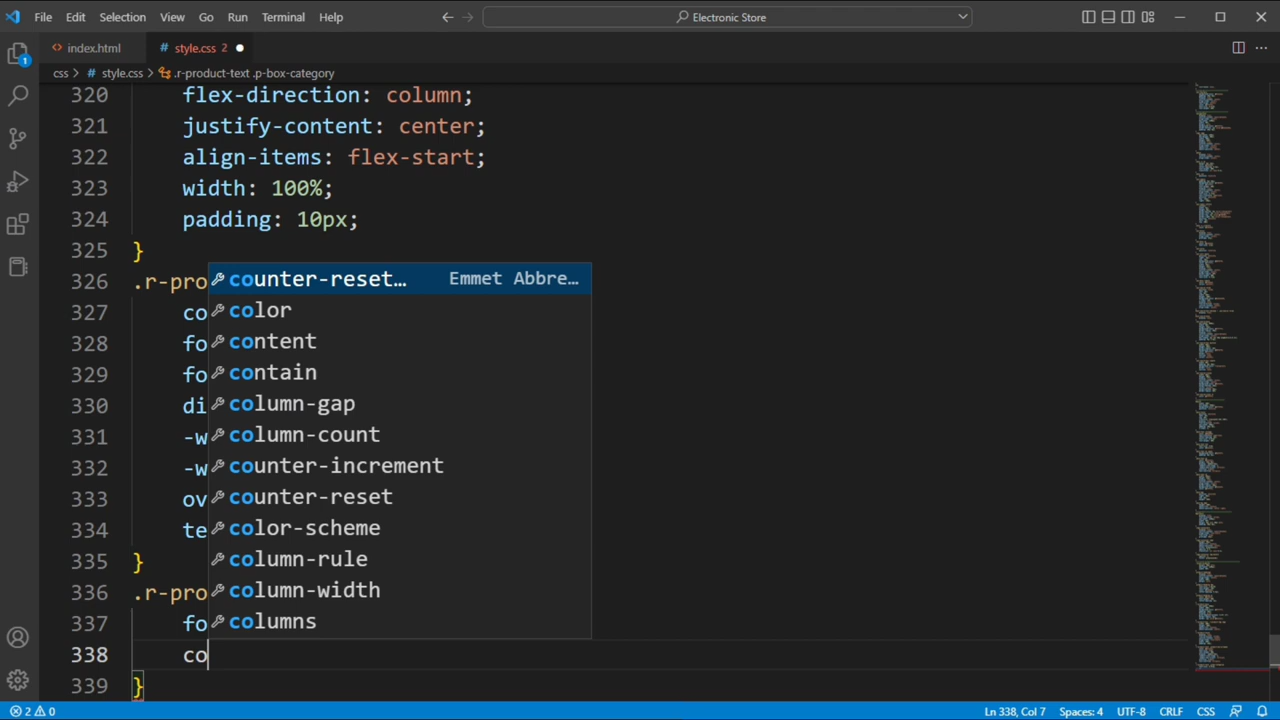 File Edit Selection View Go Run Terminal Help
Electronic Store
index.html
style.css 2
css > style.css > .r-product-text .p-box-category
320 flex-direction: column;
321 justify-content: center;
322 align-items: flex-start;
323 width: 100%;
324 padding: 10px;
325 }
326 .r-pro
counter-reset… Emmet Abbre…
327 co
color
328 fo
content
329 fo
contain
330 di
column-gap
331 -w
column-count
332 -w
counter-increment
333 ov
counter-reset
334 te
color-scheme
335 }
column-rule
336 .r-pro
column-width
337 fo
columns
338 co
339 }
1
2 0
Ln 338, Col 7 Spaces: 4 UTF-8 CRLF CSS